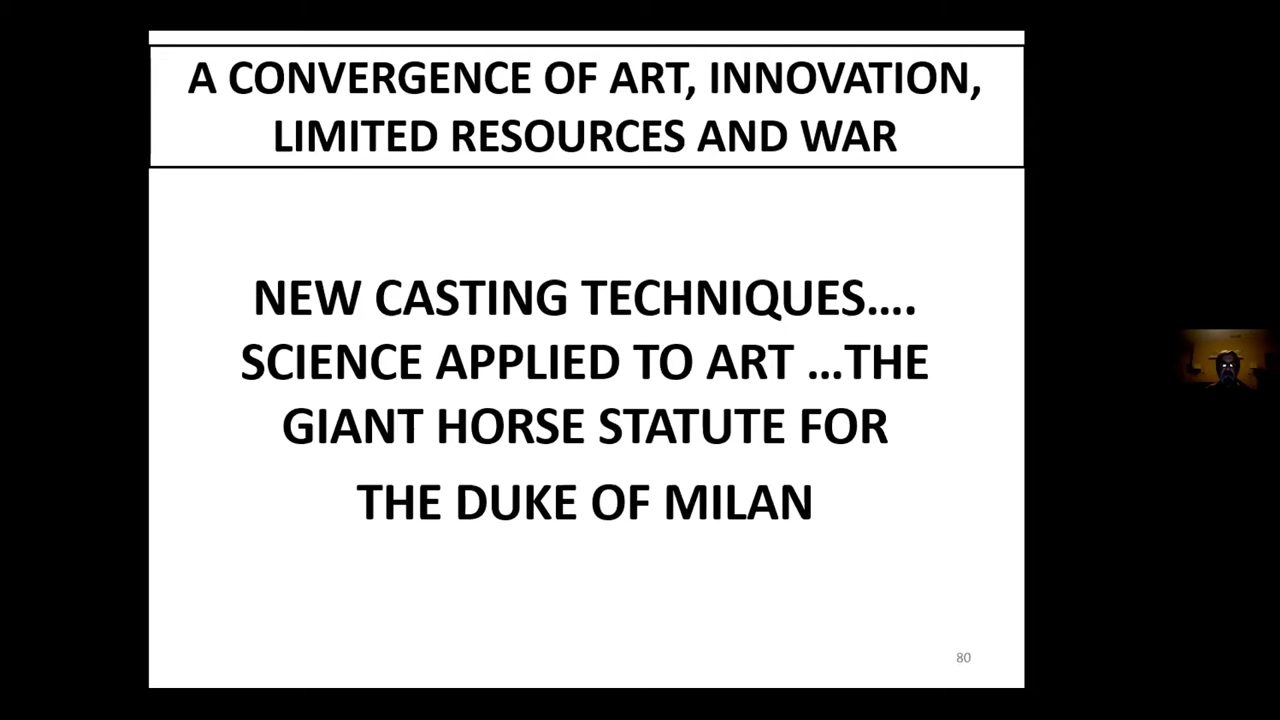 A CONVERGENCE OF ART, INNOVATION,
LIMITED RESOURCES AND WAR
NEW CASTING TECHNIQUES….
SCIENCE APPLIED TO ART …THE
GIANT HORSE STATUTE FOR
THE DUKE OF MILAN
80